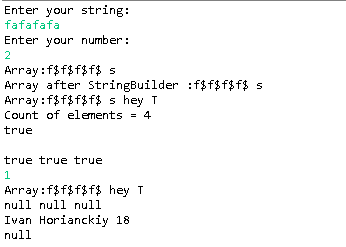 Enter your string:
fafafafa
Enter your number:
2
Array:f$f$f$f$ s
Array after StringBuilder :f$f$f$f$ s
Array:f$f$f$f$ s hey T
Count of elements = 4
true
true true true
1
Array:f$f$f$f$ hey T
null null null
Ivan Horianckiy 18
null